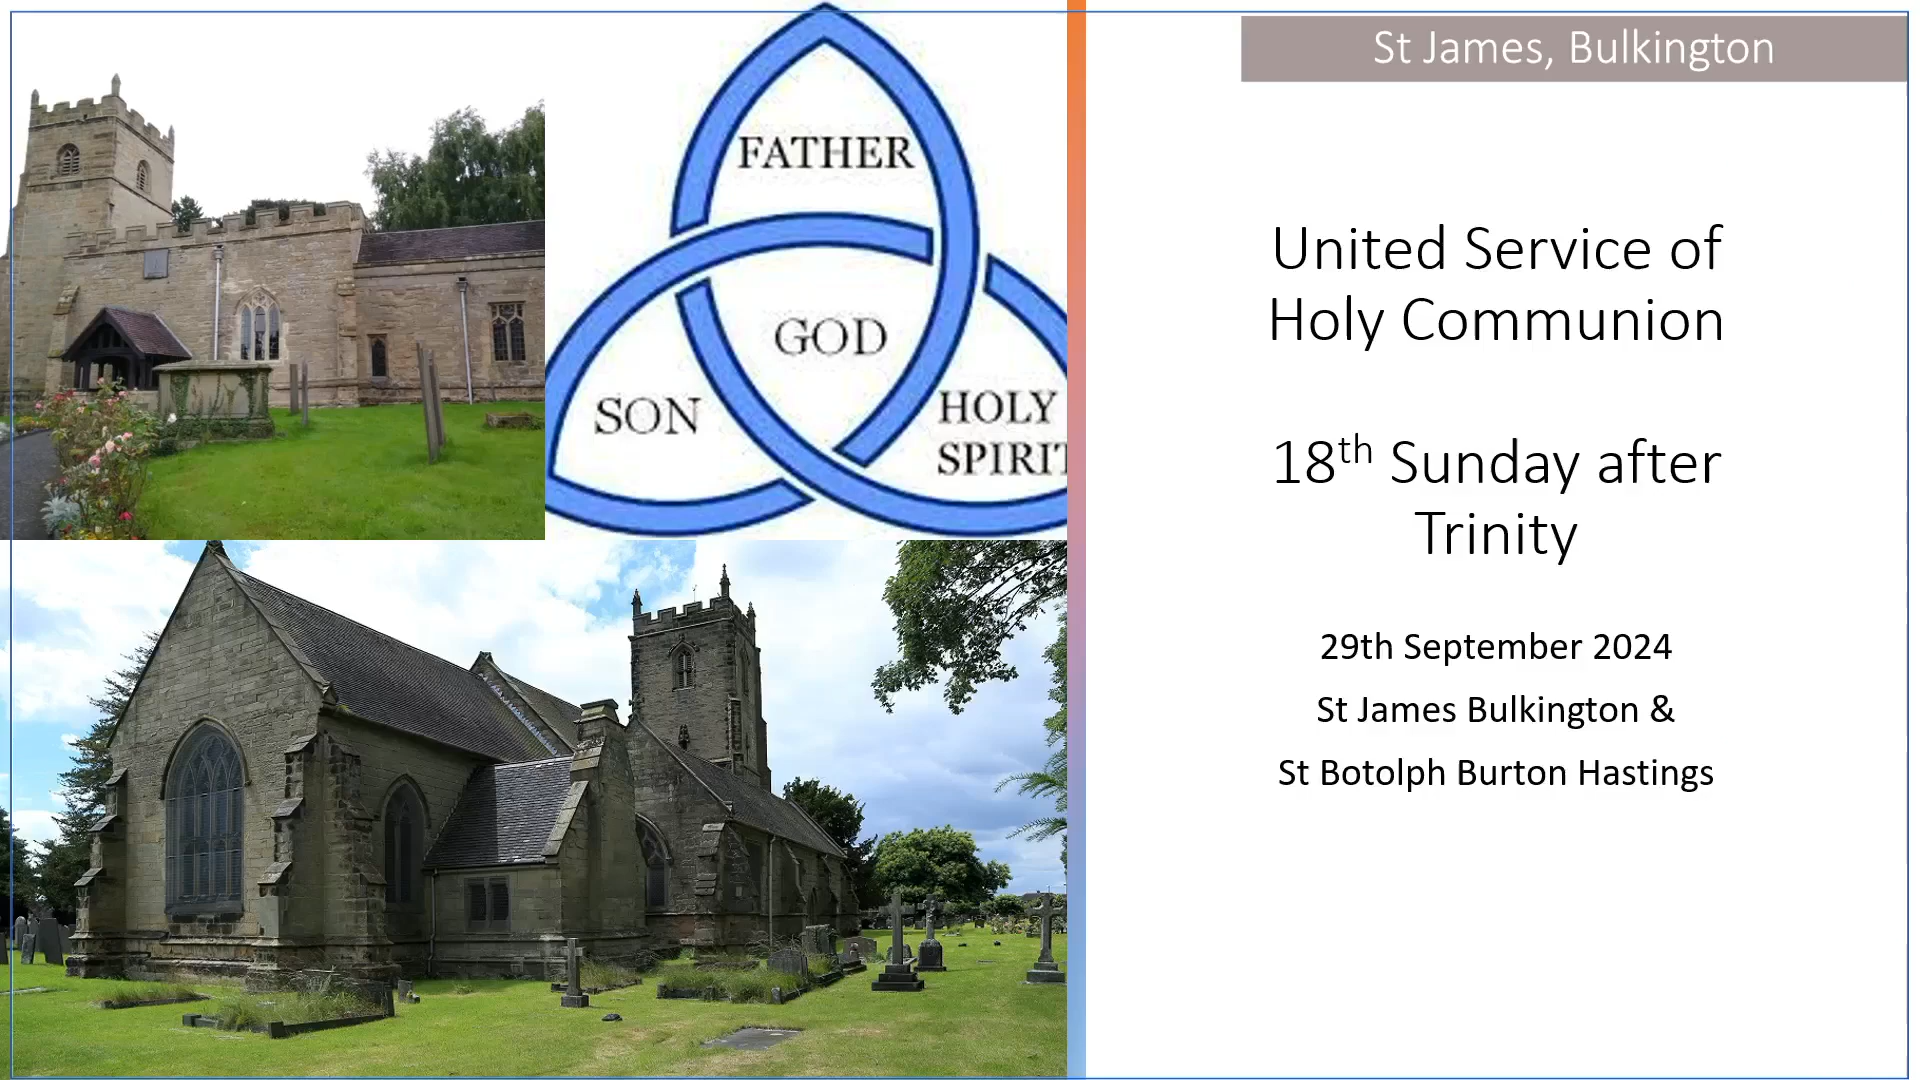 FATHER
GOD
SON
HOLY
SPIRIT
St James, Bulkington
United Service of
Holy Communion
18th Sunday after
Trinity
29th September 2024
St James Bulkington &
St Botolph Burton Hastings